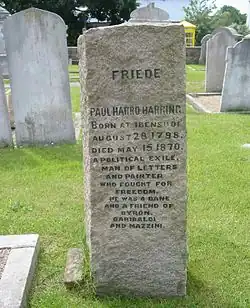 FRIEDE
PAUL HARRO HARRING
BORN AT IBENSHOF
AUGUST 28, 1798.
DIED MAY 15, 1870.
A POLITICAL EXILE,
MAN OF LETTERS
AND PAINTER
WHO FOUGHT FOR
FREEDOM.
HE WAS A DANE
AND A FRIEND OF
BYRON,
GARIBALDI
AND MAZZINI.